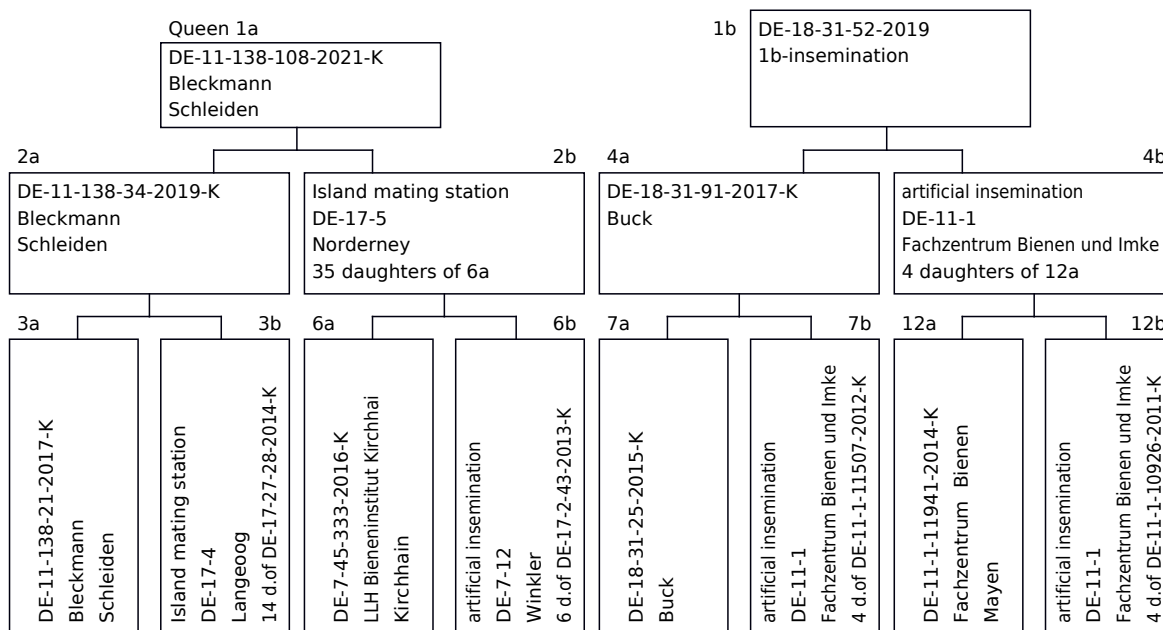 Queen 1a
DE-11-138-108-2021-K
Bleckmann
Schleiden
1b
DE-18-31-52-2019
1b-insemination
2a
DE-11-138-34-2019-K
Bleckmann
Schleiden
2b
Island mating station
DE-17-5
Norderney
35 daughters of 6a
4a
DE-18-31-91-2017-K
Buck
4b
artificial insemination
DE-11-1
Fachzentrum Bienen und Imke
4 daughters of 12a
3a
DE-11-138-21-2017-K
Bleckmann
Schleiden
3b
Island mating station
DE-17-4
Langeoog
14 d.of DE-17-27-28-2014-K
6a
DE-7-45-333-2016-K
LLH Bieneninstitut Kirchhai
Kirchhain
6b
artificial insemination
DE-7-12
Winkler
6 d.of DE-17-2-43-2013-K
7a
DE-18-31-25-2015-K
Buck
7b
artificial insemination
DE-11-1
Fachzentrum Bienen und Imke
4 d.of DE-11-1-11507-2012-K
12a
DE-11-1-11941-2014-K
Fachzentrum Bienen
Mayen
12b
artificial insemination
DE-11-1
Fachzentrum Bienen und Imke
4 d.of DE-11-1-10926-2011-K